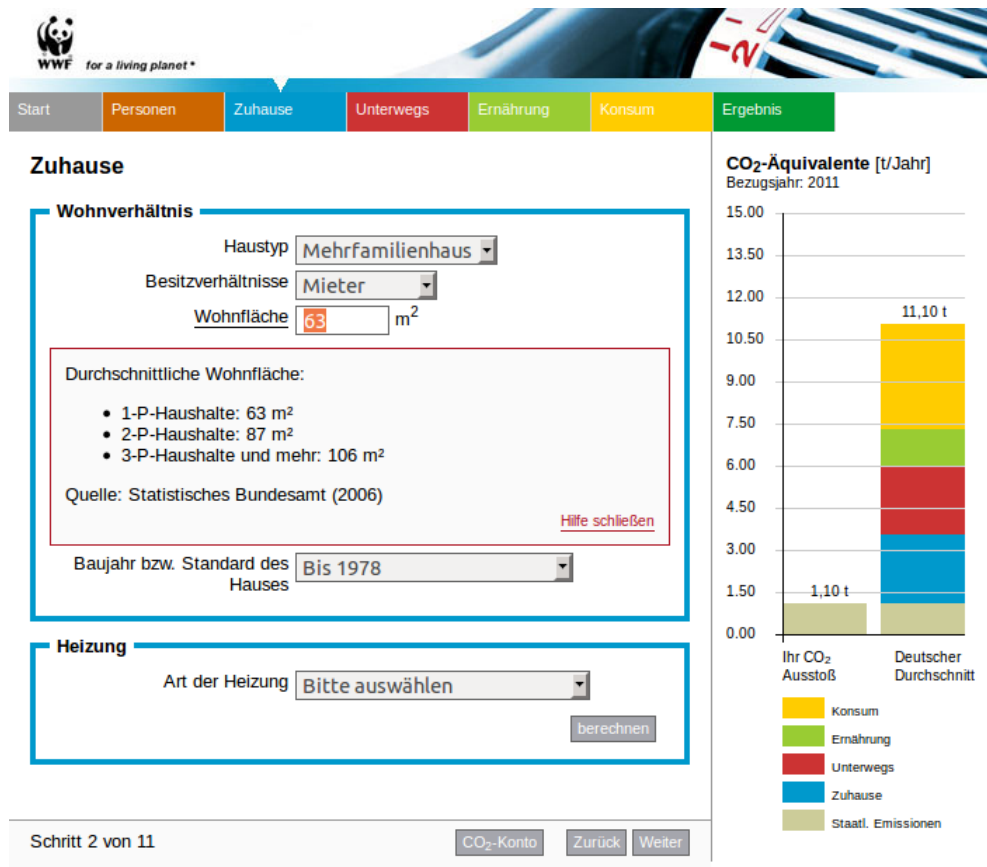 WWF for a living planet®
Start Personen Zuhause Unterwegs Ernährung Konsum Ergebnis
Zuhause
Wohnverhältnis
Haustyp Mehrfamilienhaus
Besitzverhältnisse Mieter
Wohnfläche 63 m²
Durchschnittliche Wohnfläche:
• 1-P-Haushalte: 63 m²
• 2-P-Haushalte: 87 m²
• 3-P-Haushalte und mehr: 106 m²
Quelle: Statistisches Bundesamt (2006)
Hilfe schließen
Baujahr bzw. Standard des
Hauses
Bis 1978
Heizung
Art der Heizung Bitte auswählen
berechnen
Schritt 2 von 11
CO₂-Konto Zurück Weiter
CO₂-Äquivalente [t/Jahr]
Bezugsjahr: 2011
15.00
13.50
12.00
11,10 t
10.50
9.00
7.50
6.00
4.50
3.00
1.50
1,10 t
0.00
Ihr CO₂
Ausstoß
Deutscher
Durchschnitt
Konsum
Ernährung
Unterwegs
Zuhause
Staatl. Emissionen
2